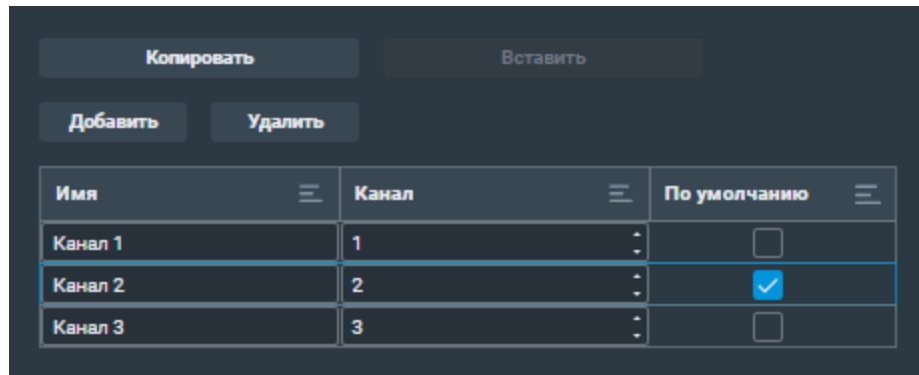 Копировать Вставить
Добавить Удалить
Имя Канал По умолчанию
Канал 1 1
Канал 2 2
Канал 3 3